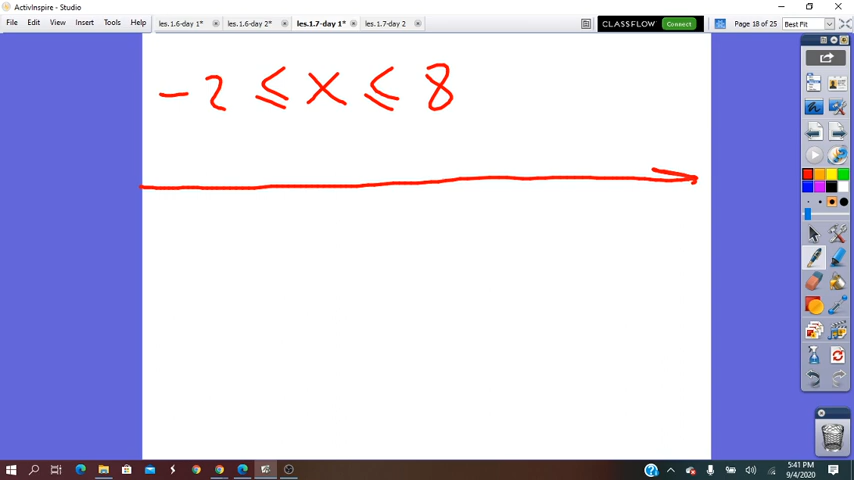 ActivInspire - Studio
File Edit View Insert Tools Help
les.1.6-day 1* les.1.6-day 2* les.1.7-day 1* les.1.7-day 2
CLASSFLOW Connect
Page 18 of 25 Best Fit
-2 ≤ x ≤ 8
5:41 PM
9/4/2020